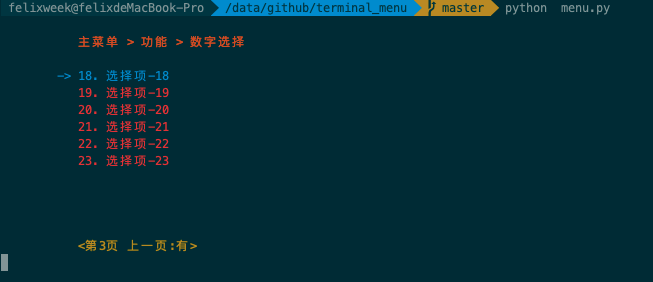 felixweek@felixdeMacBook-Pro /data/github/terminal_menu master python menu.py
主菜单 > 功能 > 数字选择
-> 18. 选择项-18
19. 选择项-19
20. 选择项-20
21. 选择项-21
22. 选择项-22
23. 选择项-23
<第3页 上一页:有>